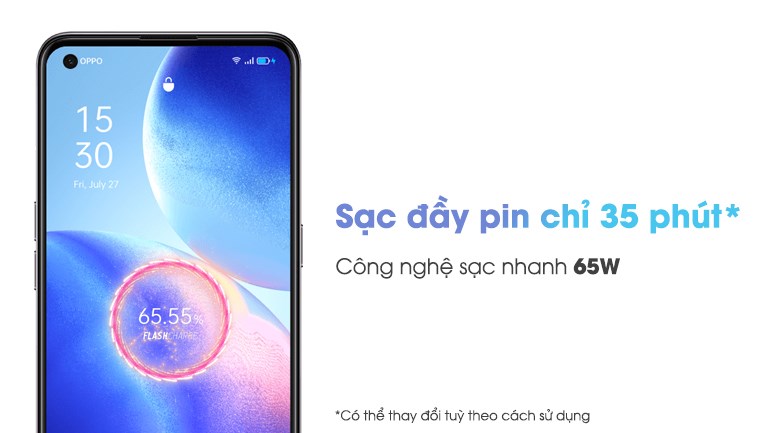 OPPO
15
30
Fri, July 27
65.55%
FLASH CHARGE
Sạc đầy pin chỉ 35 phút*
Công nghệ sạc nhanh 65W
*Có thể thay đổi tuỳ theo cách sử dụng